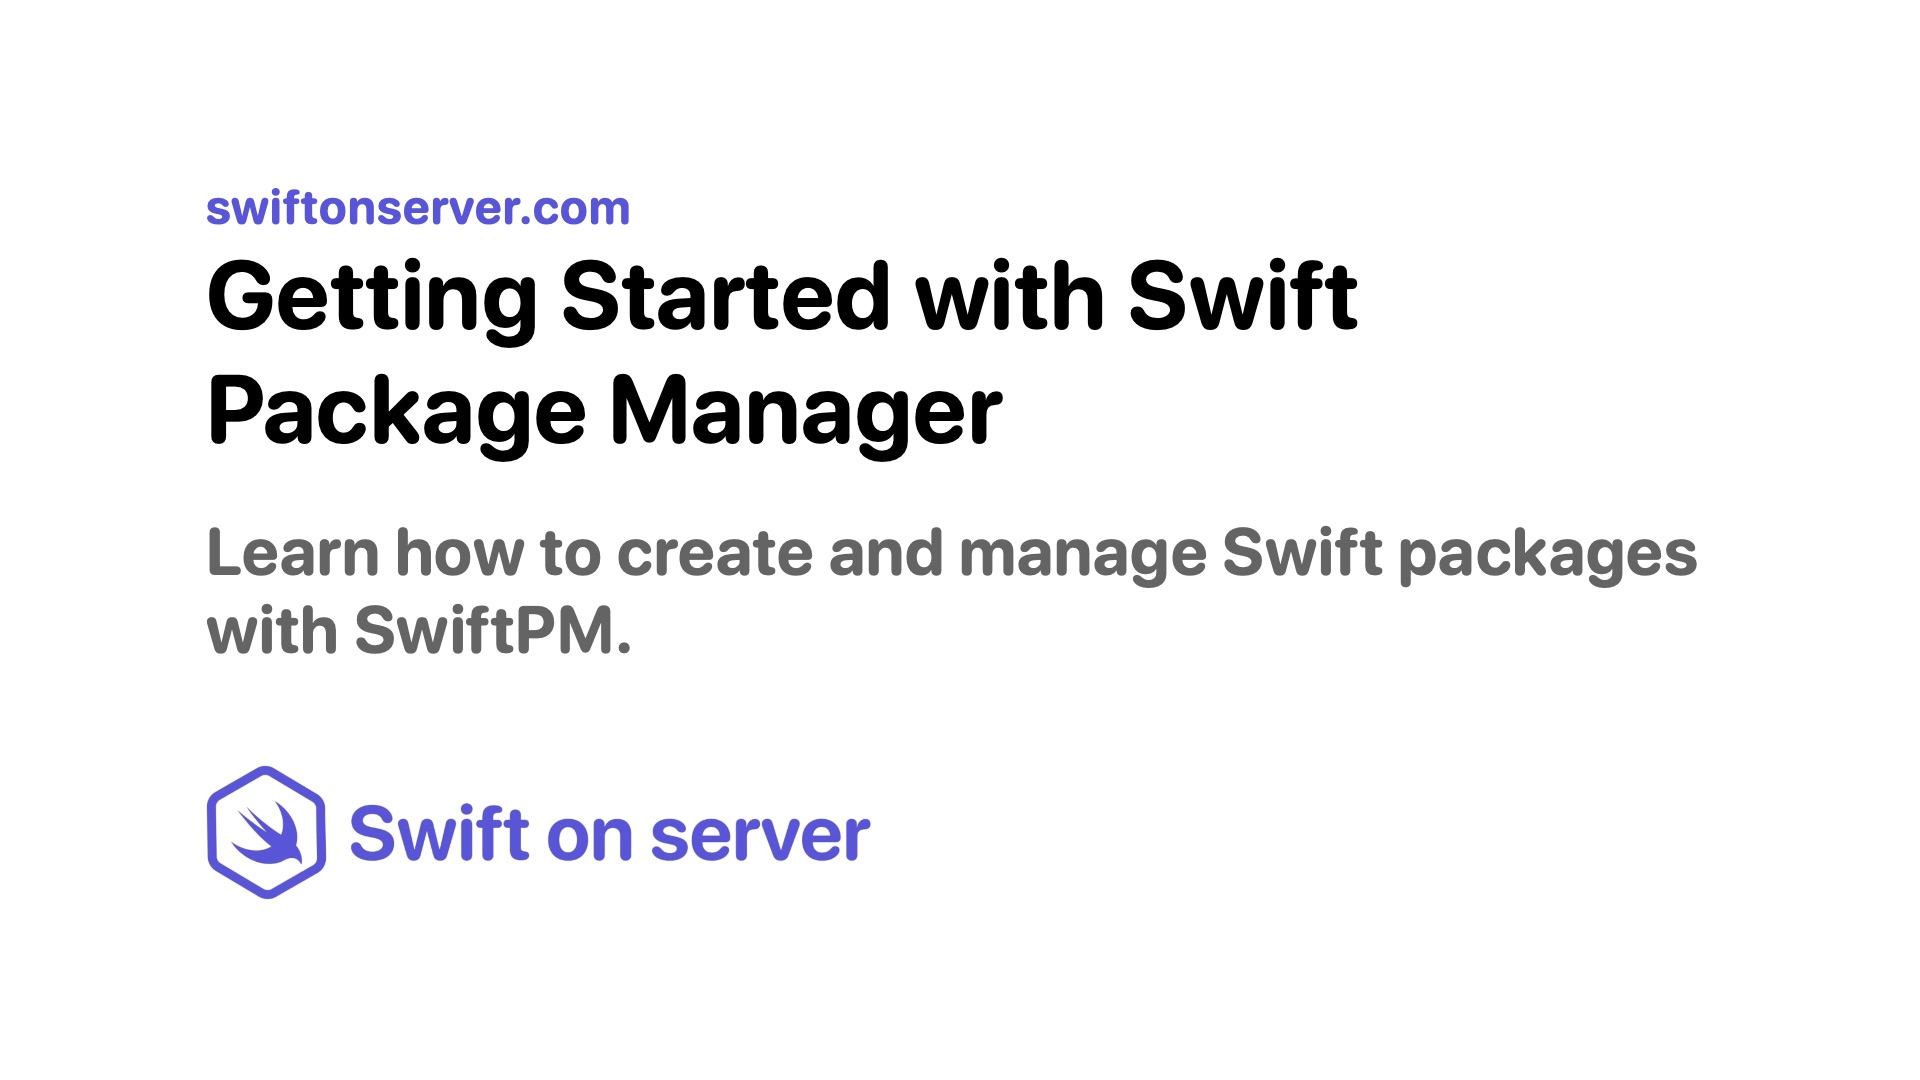 swiftonserver.com
Getting Started with Swift
Package Manager
Learn how to create and manage Swift packages
with SwiftPM.
Swift on server